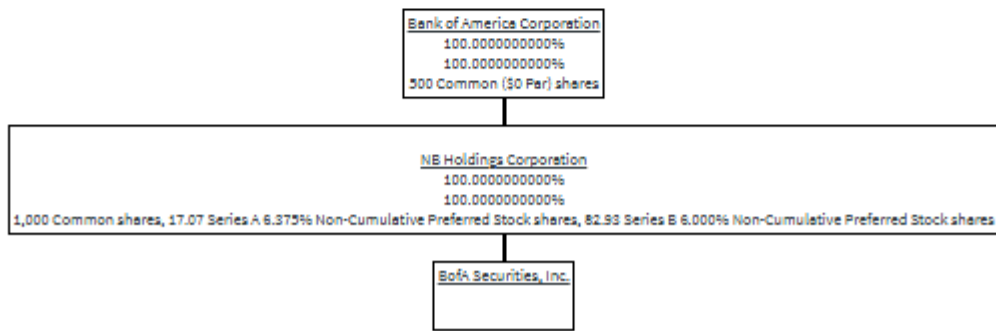 Bank of America Corporation
100.0000000000%
100.0000000000%
500 Common ($0 Par) shares
NB Holdings Corporation
100.0000000000%
100.0000000000%
1,000 Common shares, 17.07 Series A 6.375% Non-Cumulative Preferred Stock shares, 82.93 Series B 6.000% Non-Cumulative Preferred Stock shares
BofA Securities, Inc.